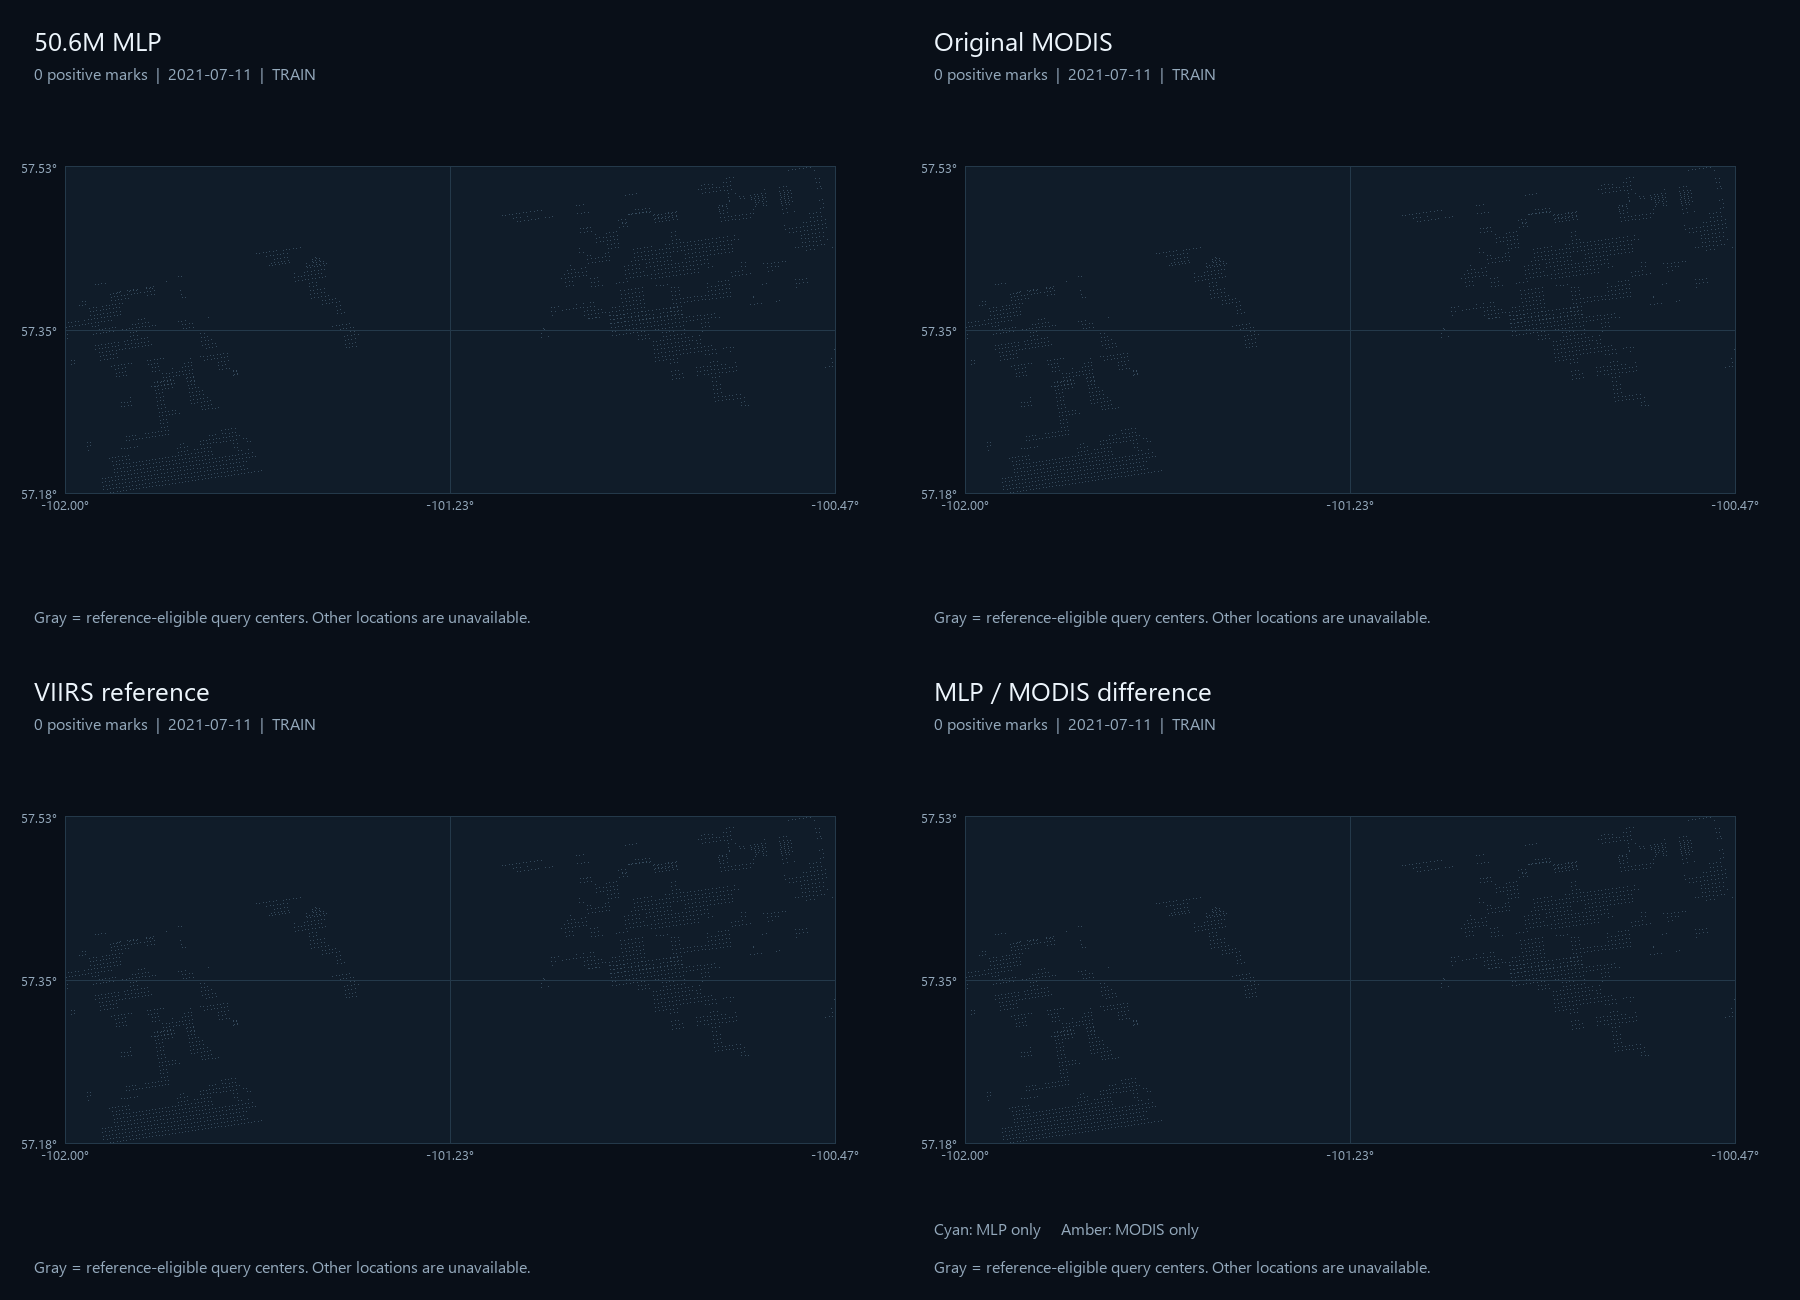 50.6M MLP
0 positive marks | 2021-07-11 | TRAIN
57.53°
57.35°
57.18°
-102.00°
-101.23°
-100.47°
Gray = reference-eligible query centers. Other locations are unavailable.
Original MODIS
0 positive marks | 2021-07-11 | TRAIN
57.53°
57.35°
57.18°
-102.00°
-101.23°
-100.47°
Gray = reference-eligible query centers. Other locations are unavailable.
VIIRS reference
0 positive marks | 2021-07-11 | TRAIN
57.53°
57.35°
57.18°
-102.00°
-101.23°
-100.47°
Gray = reference-eligible query centers. Other locations are unavailable.
MLP / MODIS difference
0 positive marks | 2021-07-11 | TRAIN
57.53°
57.35°
57.18°
-102.00°
-101.23°
-100.47°
Cyan: MLP only Amber: MODIS only
Gray = reference-eligible query centers. Other locations are unavailable.